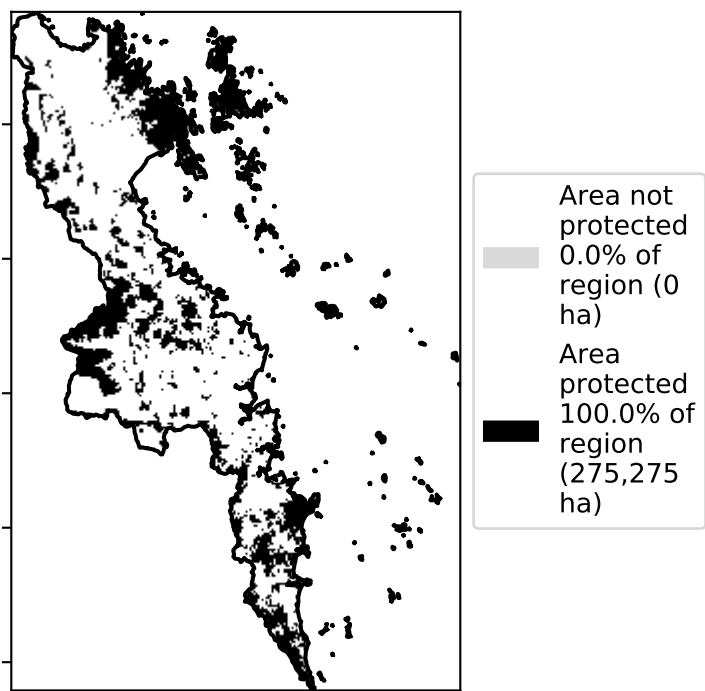 Area not
protected
0.0% of
region (0
ha)
Area
protected
100.0% of
region
(275,275
ha)